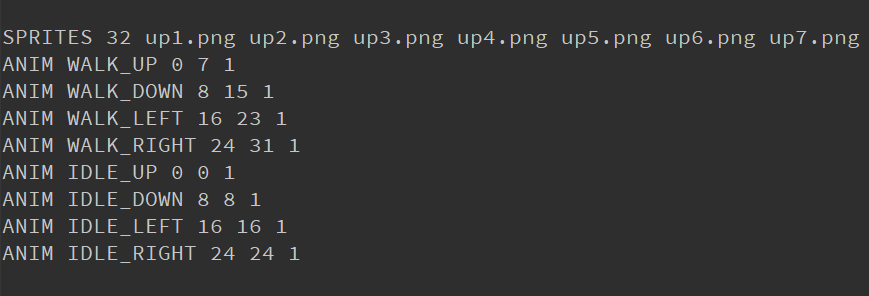 SPRITES 32 up1.png up2.png up3.png up4.png up5.png up6.png up7.png
ANIM WALK_UP 0 7 1
ANIM WALK_DOWN 8 15 1
ANIM WALK_LEFT 16 23 1
ANIM WALK_RIGHT 24 31 1
ANIM IDLE_UP 0 0 1
ANIM IDLE_DOWN 8 8 1
ANIM IDLE_LEFT 16 16 1
ANIM IDLE_RIGHT 24 24 1